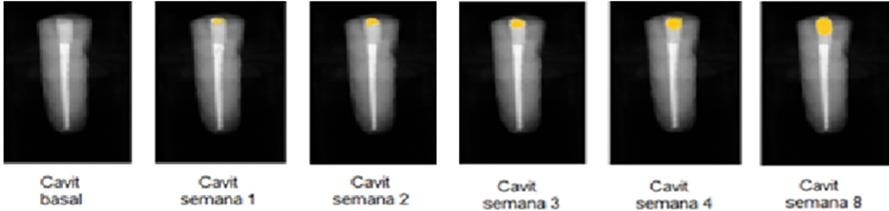 Cavit
basal
Cavit
semana 1
Cavit
semana 2
Cavit
semana 3
Cavit
semana 4
Cavit
semana 8